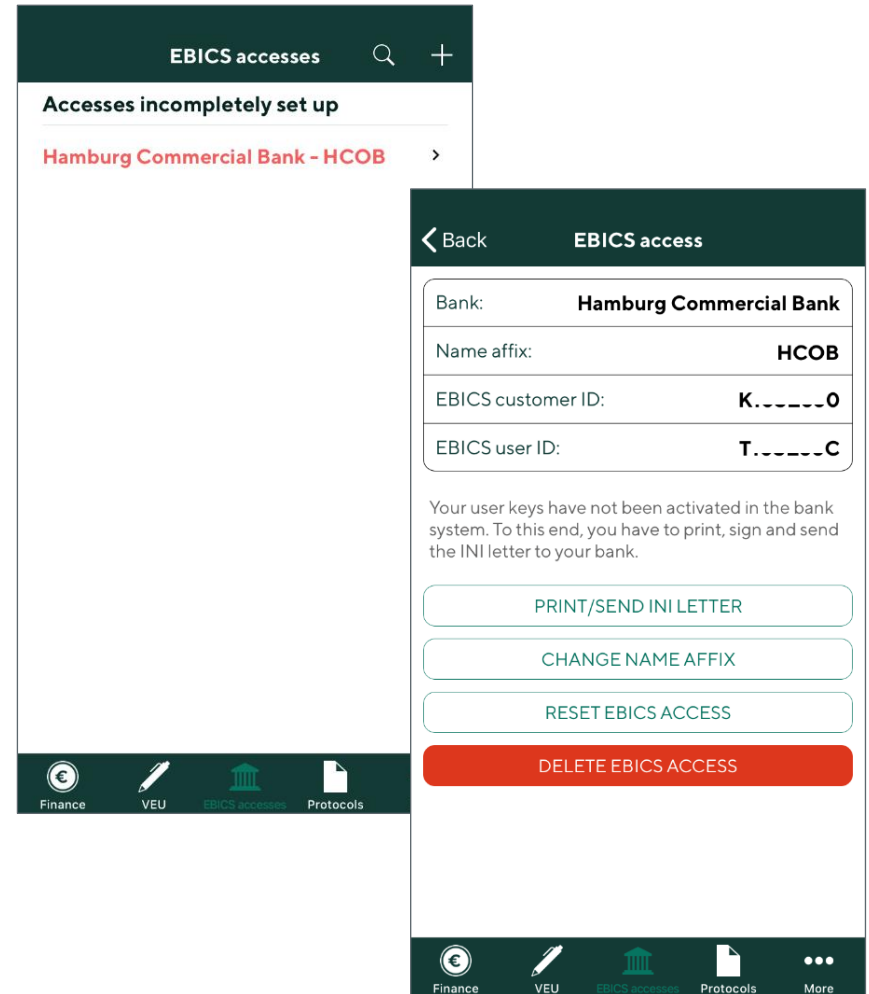 EBICS accesses
Accesses incompletely set up
Hamburg Commercial Bank - HCOB
Finance VEU EBICS accesses Protocols
Back EBICS access
Bank: Hamburg Commercial Bank
Name affix: HCOB
EBICS customer ID:
EBICS user ID:
Your user keys have not been activated in the bank
system. To this end, you have to print, sign and send
the INI letter to your bank.
PRINT/SEND INI LETTER
CHANGE NAME AFFIX
RESET EBICS ACCESS
DELETE EBICS ACCESS
Finance VEU EBICS accesses Protocols More